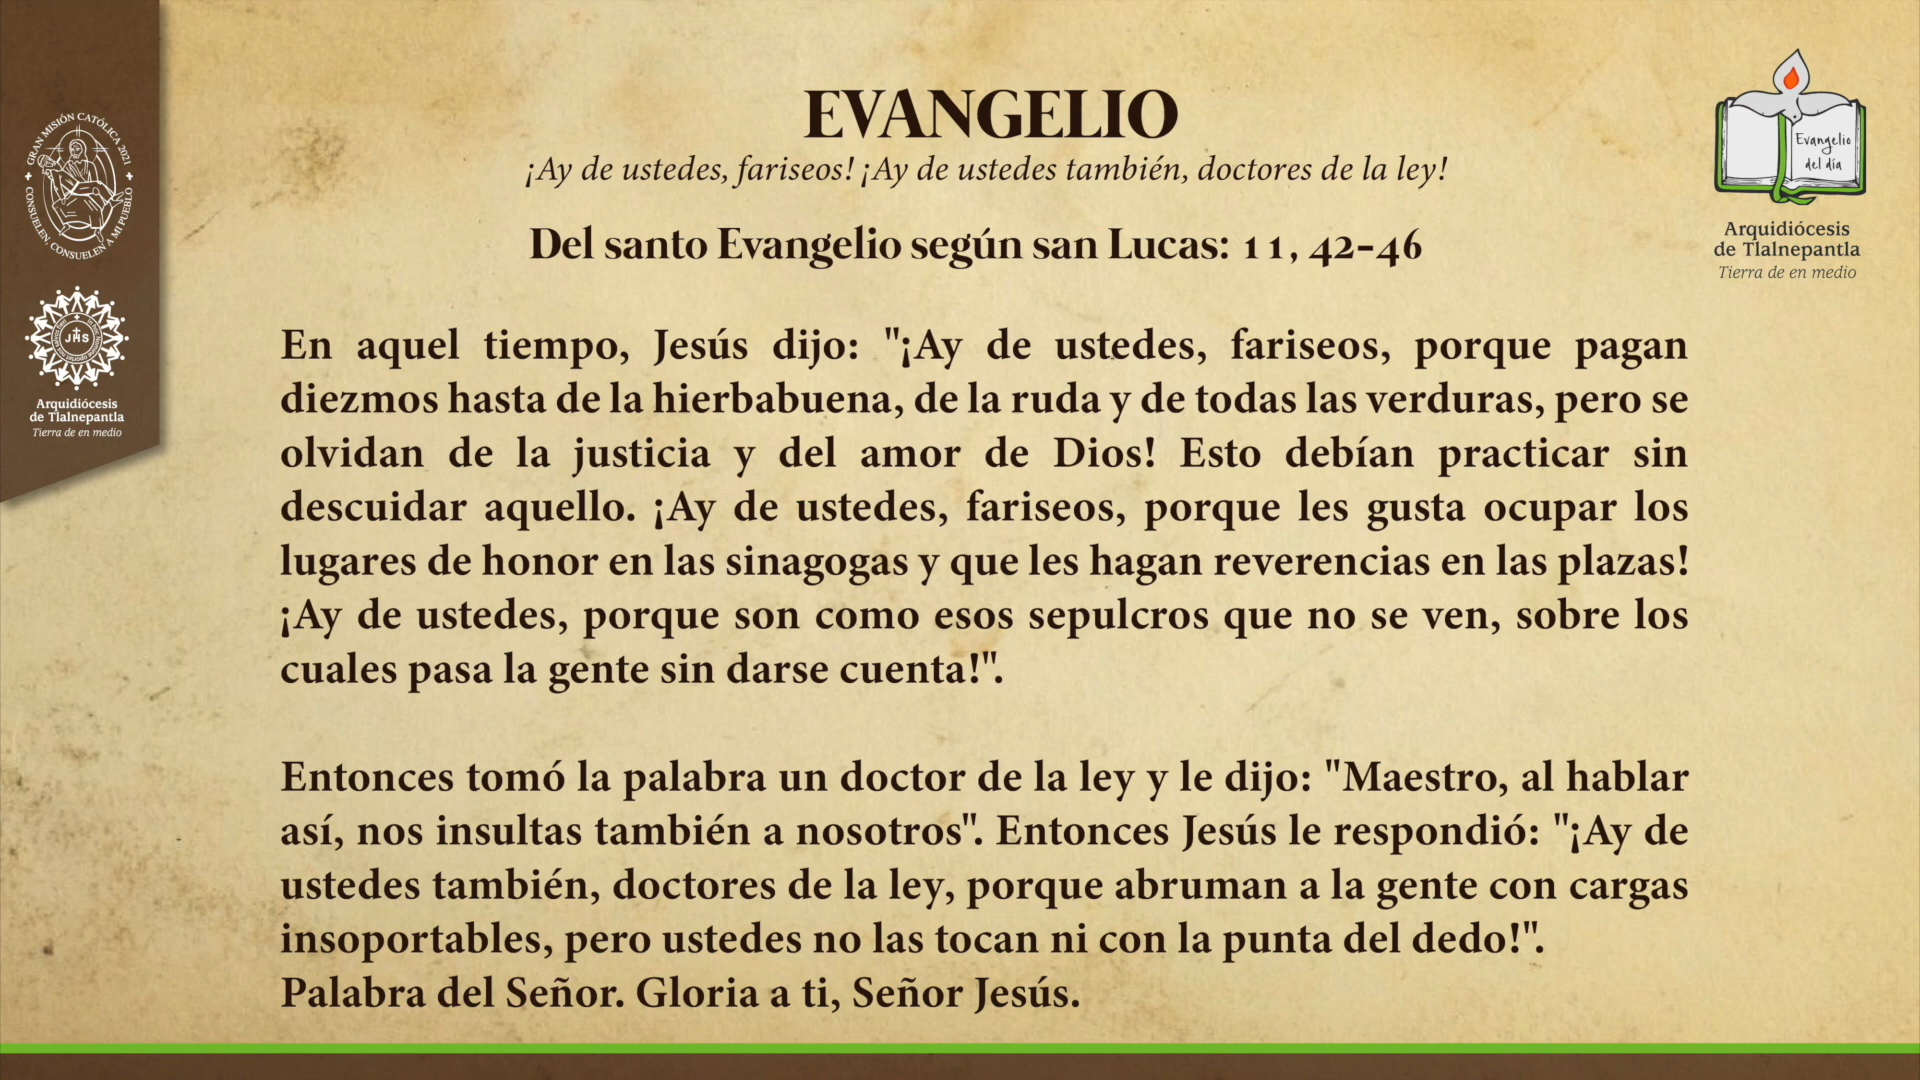 GRAN MISIÓN CATÓLICA 2021
CONSUELEN, CONSUELEN A MI PUEBLO
JHS
Arquidiócesis
de Tlalnepantla
Tierra de en medio
EVANGELIO
¡Ay de ustedes, fariseos! ¡Ay de ustedes también, doctores de la ley!
Del santo Evangelio según san Lucas: 11, 42-46
Evangelio
del día
Arquidiócesis
de Tlalnepantla
Tierra de en medio
En aquel tiempo, Jesús dijo: "¡Ay de ustedes, fariseos, porque pagan
diezmos hasta de la hierbabuena, de la ruda y de todas las verduras, pero se
olvidan de la justicia y del amor de Dios! Esto debían practicar sin
descuidar aquello. ¡Ay de ustedes, fariseos, porque les gusta ocupar los
lugares de honor en las sinagogas y que les hagan reverencias en las plazas!
¡Ay de ustedes, porque son como esos sepulcros que no se ven, sobre los
cuales pasa la gente sin darse cuenta!".
Entonces tomó la palabra un doctor de la ley y le dijo: "Maestro, al hablar
así, nos insultas también a nosotros". Entonces Jesús le respondió: "¡Ay de
ustedes también, doctores de la ley, porque abruman a la gente con cargas
insoportables, pero ustedes no las tocan ni con la punta del dedo!".
Palabra del Señor. Gloria a ti, Señor Jesús.